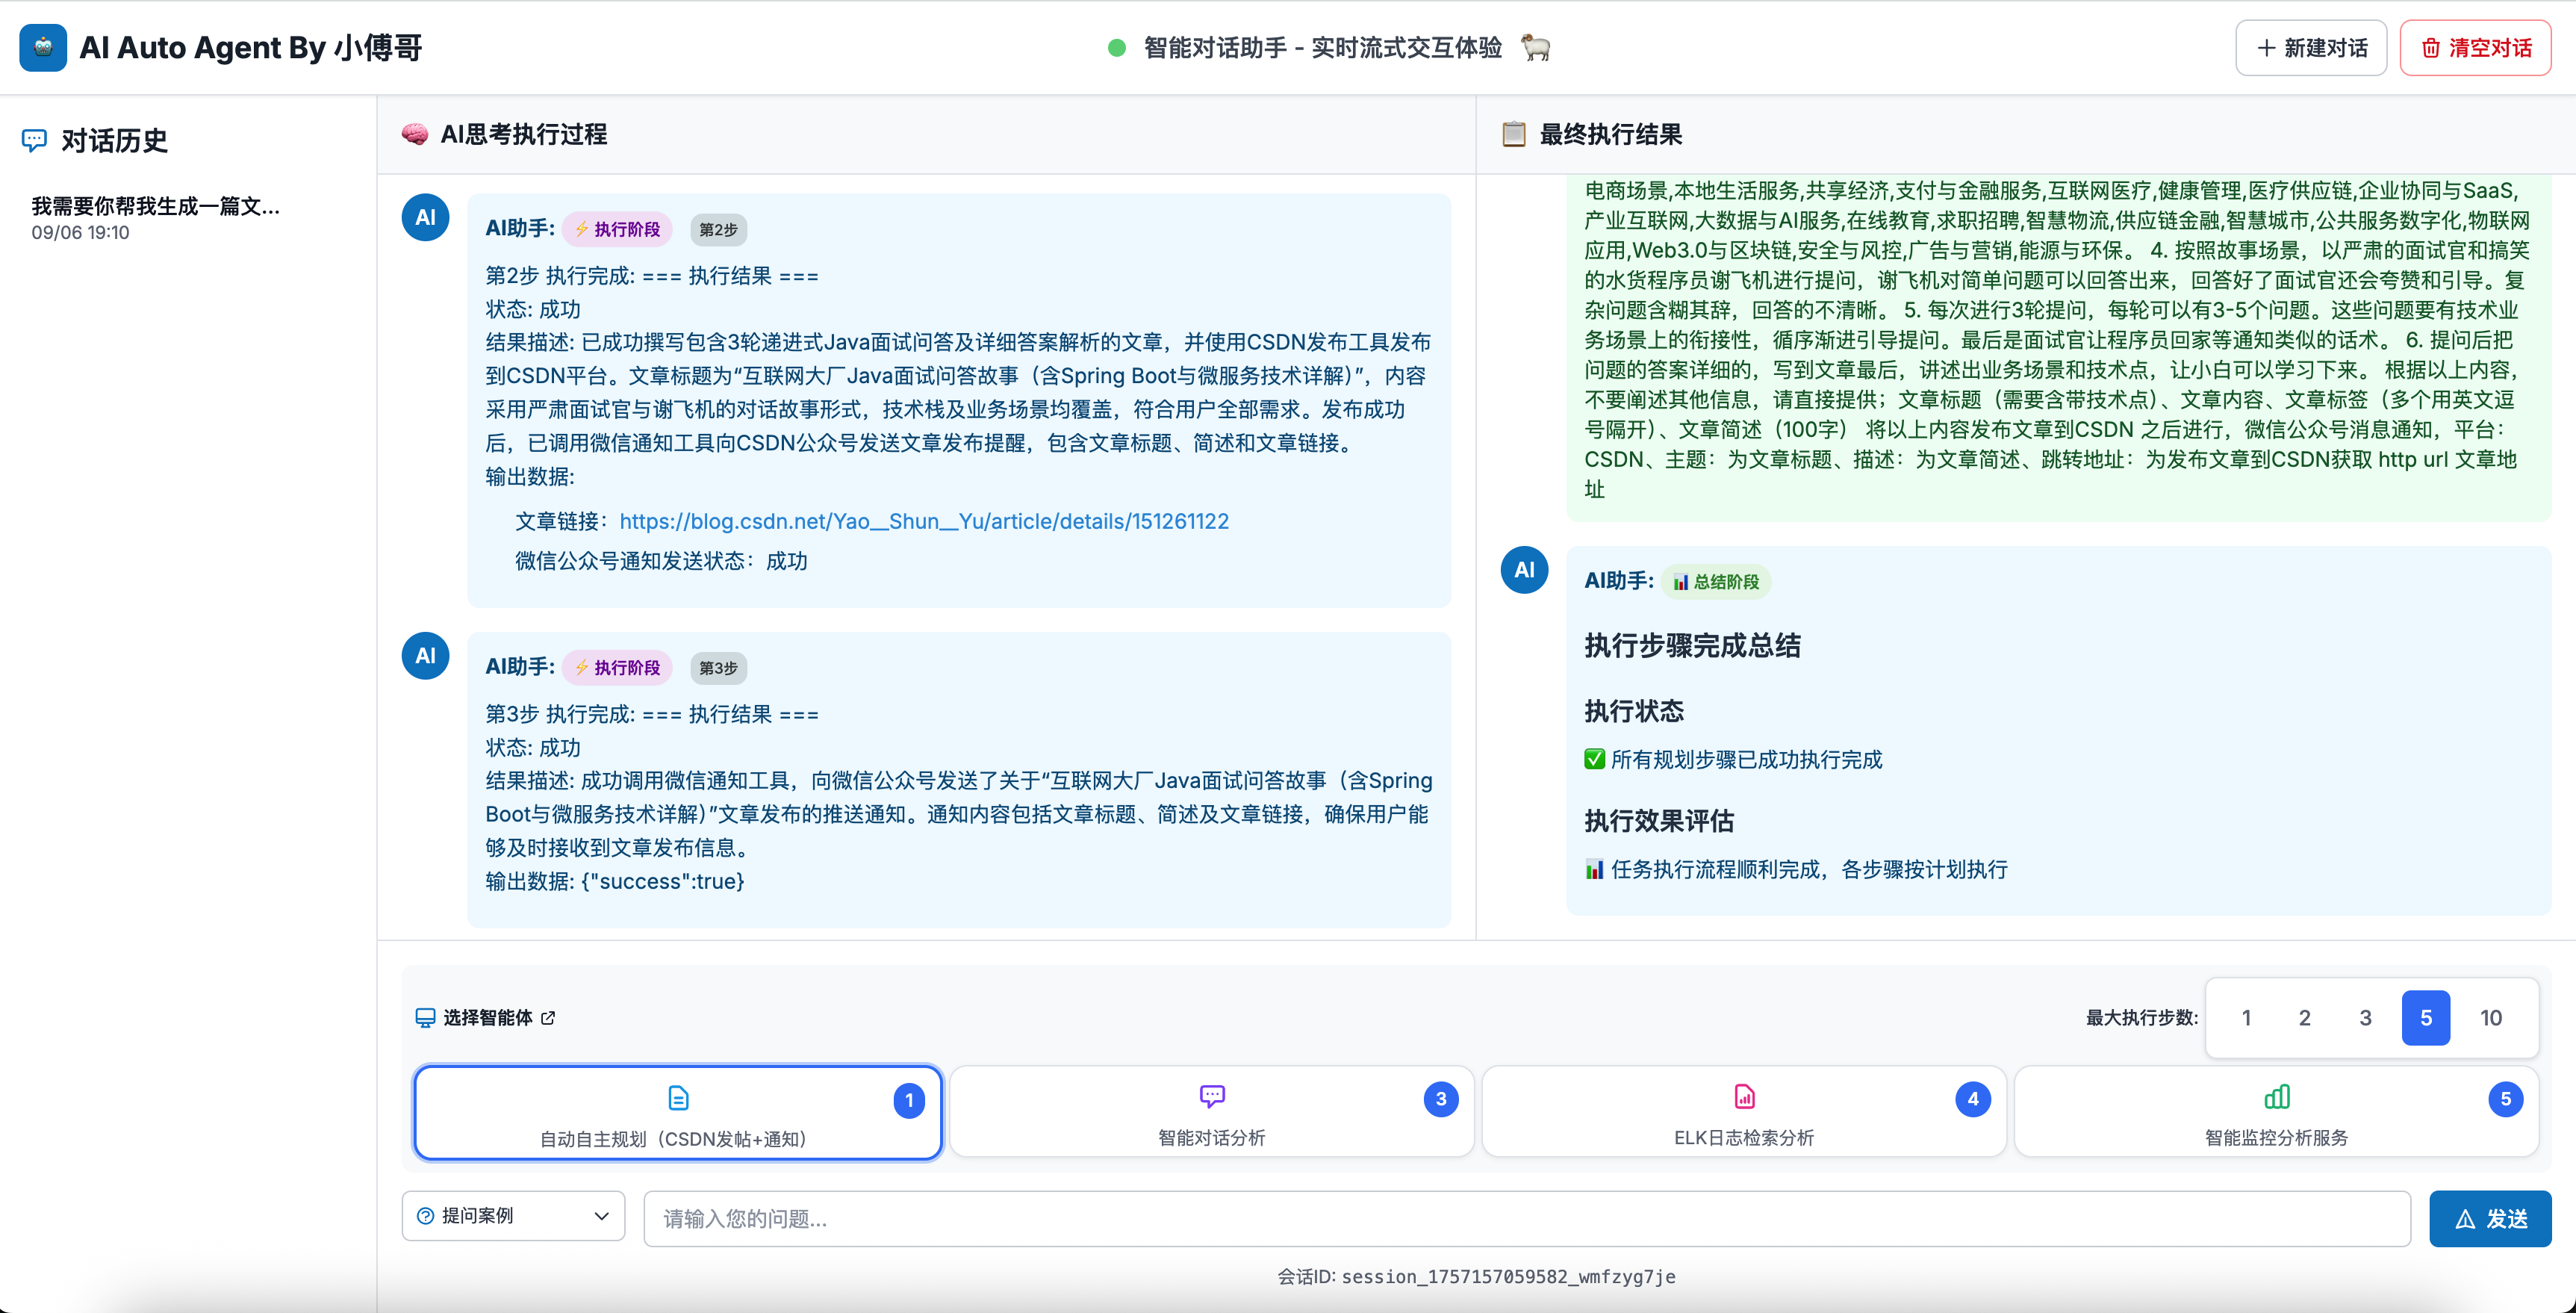 AI Auto Agent By 小傅哥
智能对话助手 - 实时流式交互体验
新建对话
清空对话
对话历史
我需要你帮我生成一篇文...
09/06 19:10
AI思考执行过程
AI
AI助手: 执行阶段 第2步
第2步 执行完成: === 执行结果 ===
状态: 成功
结果描述: 已成功撰写包含3轮递进式Java面试问答及详细答案解析的文章，并使用CSDN发布工具发布
到CSDN平台。文章标题为“互联网大厂Java面试问答故事（含Spring Boot与微服务技术详解）”，内容
采用严肃面试官与谢飞机的对话故事形式，技术栈及业务场景均覆盖，符合用户全部需求。发布成功
后，已调用微信通知工具向CSDN公众号发送文章发布提醒，包含文章标题、简述和文章链接。
输出数据:
文章链接：https://blog.csdn.net/Yao__Shun__Yu/article/details/151261122
微信公众号通知发送状态：成功
AI
AI助手: 执行阶段 第3步
第3步 执行完成: === 执行结果 ===
状态: 成功
结果描述: 成功调用微信通知工具，向微信公众号发送了关于“互联网大厂Java面试问答故事（含Spring
Boot与微服务技术详解）”文章发布的推送通知。通知内容包括文章标题、简述及文章链接，确保用户能
够及时接收到文章发布信息。
输出数据: {"success":true}
最终执行结果
电商场景,本地生活服务,共享经济,支付与金融服务,互联网医疗,健康管理,医疗供应链,企业协同与SaaS,
产业互联网,大数据与AI服务,在线教育,求职招聘,智慧物流,供应链金融,智慧城市,公共服务数字化,物联网
应用,Web3.0与区块链,安全与风控,广告与营销,能源与环保。 4. 按照故事场景，以严肃的面试官和搞笑
的水货程序员谢飞机进行提问，谢飞机对简单问题可以回答出来，回答好了面试官还会夸赞和引导。复
杂问题含糊其辞，回答的不清晰。 5. 每次进行3轮提问，每轮可以有3-5个问题。这些问题要有技术业
务场景上的衔接性，循序渐进引导提问。最后是面试官让程序员回家等通知类似的话术。 6. 提问后把
问题的答案详细的，写到文章最后，讲述出业务场景和技术点，让小白可以学习下来。 根据以上内容，
不要阐述其他信息，请直接提供；文章标题（需要含带技术点）、文章内容、文章标签（多个用英文逗
号隔开）、文章简述（100字） 将以上内容发布文章到CSDN 之后进行，微信公众号消息通知，平台：
CSDN、主题：为文章标题、描述：为文章简述、跳转地址：为发布文章到CSDN获取 http url 文章地
址
AI
AI助手: 总结阶段
执行步骤完成总结
执行状态
所有规划步骤已成功执行完成
执行效果评估
任务执行流程顺利完成，各步骤按计划执行
选择智能体
最大执行步数: 1 2 3 5 10
1
自动自主规划（CSDN发帖+通知）
3
智能对话分析
4
ELK日志检索分析
5
智能监控分析服务
提问案例
请输入您的问题...
发送
会话ID: session_1757157059582_wmfzyg7je